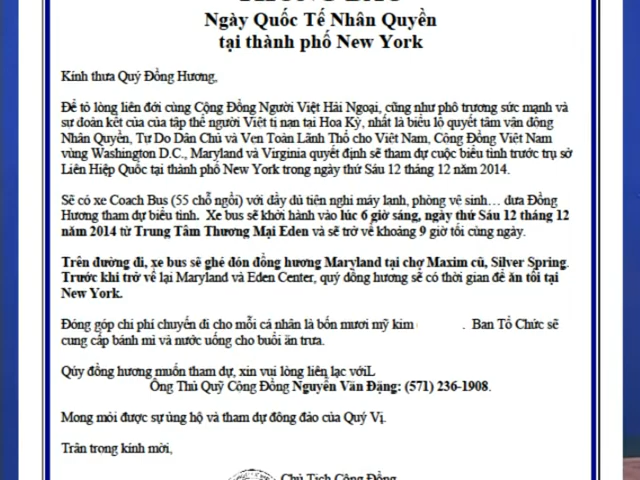 Ngày Quốc Tế Nhân Quyền
tại thành phố New York
Kính thưa Quý Đồng Hương,
Để tỏ lòng liên đới cùng Cộng Đồng Người Việt Hải Ngoại, cũng như phô trương sức mạnh và
sự đoàn kết của của tập thể người Việt tị nạn tại Hoa Kỳ, nhất là biểu lộ quyết tâm vận động
Nhân Quyền, Tự Do Dân Chủ và Vẹn Toàn Lãnh Thổ cho Việt Nam, Cộng Đồng Việt Nam
vùng Washington D.C., Maryland và Virginia quyết định sẽ tham dự cuộc biểu tình trước trụ sở
Liên Hiệp Quốc tại thành phố New York trong ngày thứ Sáu 12 tháng 12 năm 2014.
Sẽ có xe Coach Bus (55 chỗ ngồi) với đầy đủ tiện nghi máy lạnh, phòng vệ sinh… đưa Đồng
Hương tham dự biểu tình. Xe bus sẽ khởi hành vào lúc 6 giờ sáng, ngày thứ Sáu 12 tháng 12
năm 2014 từ Trung Tâm Thương Mại Eden và sẽ trở về khoảng 9 giờ tối cùng ngày.
Trên đường đi, xe bus sẽ ghé đón đồng hương Maryland tại chợ Maxim cũ, Silver Spring.
Trước khi trở về lại Maryland và Eden Center, quý đồng hương sẽ có thời gian để ăn tối tại
New York.
Đóng góp chi phí chuyến đi cho mỗi cá nhân là bốn mươi mỹ kim . Ban Tổ Chức sẽ
cung cấp bánh mì và nước uống cho buổi ăn trưa.
Qúy đồng hương muốn tham dự, xin vui lòng liên lạc vớiL
Ông Thủ Quỹ Cộng Đồng Nguyễn Văn Đặng: (571) 236-1908.
Mong mỏi được sự ủng hộ và tham dự đông đảo của Quý Vị.
Trân trọng kính mời,
Chủ Tịch Cộng Đồng